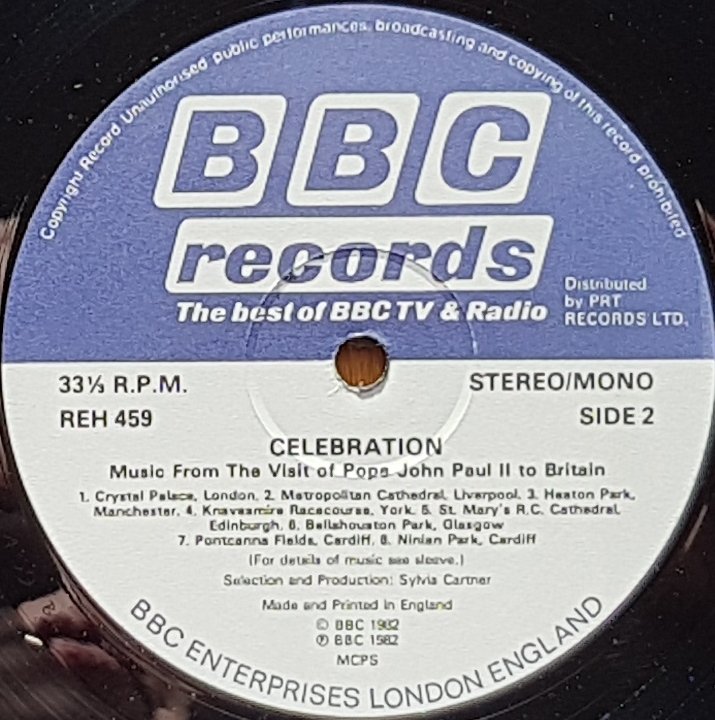 Copyright Record Unauthorised public performances, broadcasting and copying of this record prohibited
BBC
records
The best of BBC TV & Radio
Distributed
by PRT
RECORDS LTD.
33⅓ R.P.M.
STEREO/MONO
REH 459
SIDE 2
CELEBRATION
Music From The Visit of Pope John Paul II to Britain
1. Crystal Palace, London. 2. Metropolitan Cathedral, Liverpool. 3. Heaton Park,
Manchester. 4. Knavesmire Racecourse, York. 5. St. Mary's R.C. Cathedral,
Edinburgh. 6. Bellahouston Park, Glasgow
7. Pontcanna Fields, Cardiff. 8. Ninian Park, Cardiff
(For details of music see sleeve.)
Selection and Production: Sylvia Cartner
Made and Printed in England
© BBC 1982
℗ BBC 1982
MCPS
BBC ENTERPRISES LONDON ENGLAND